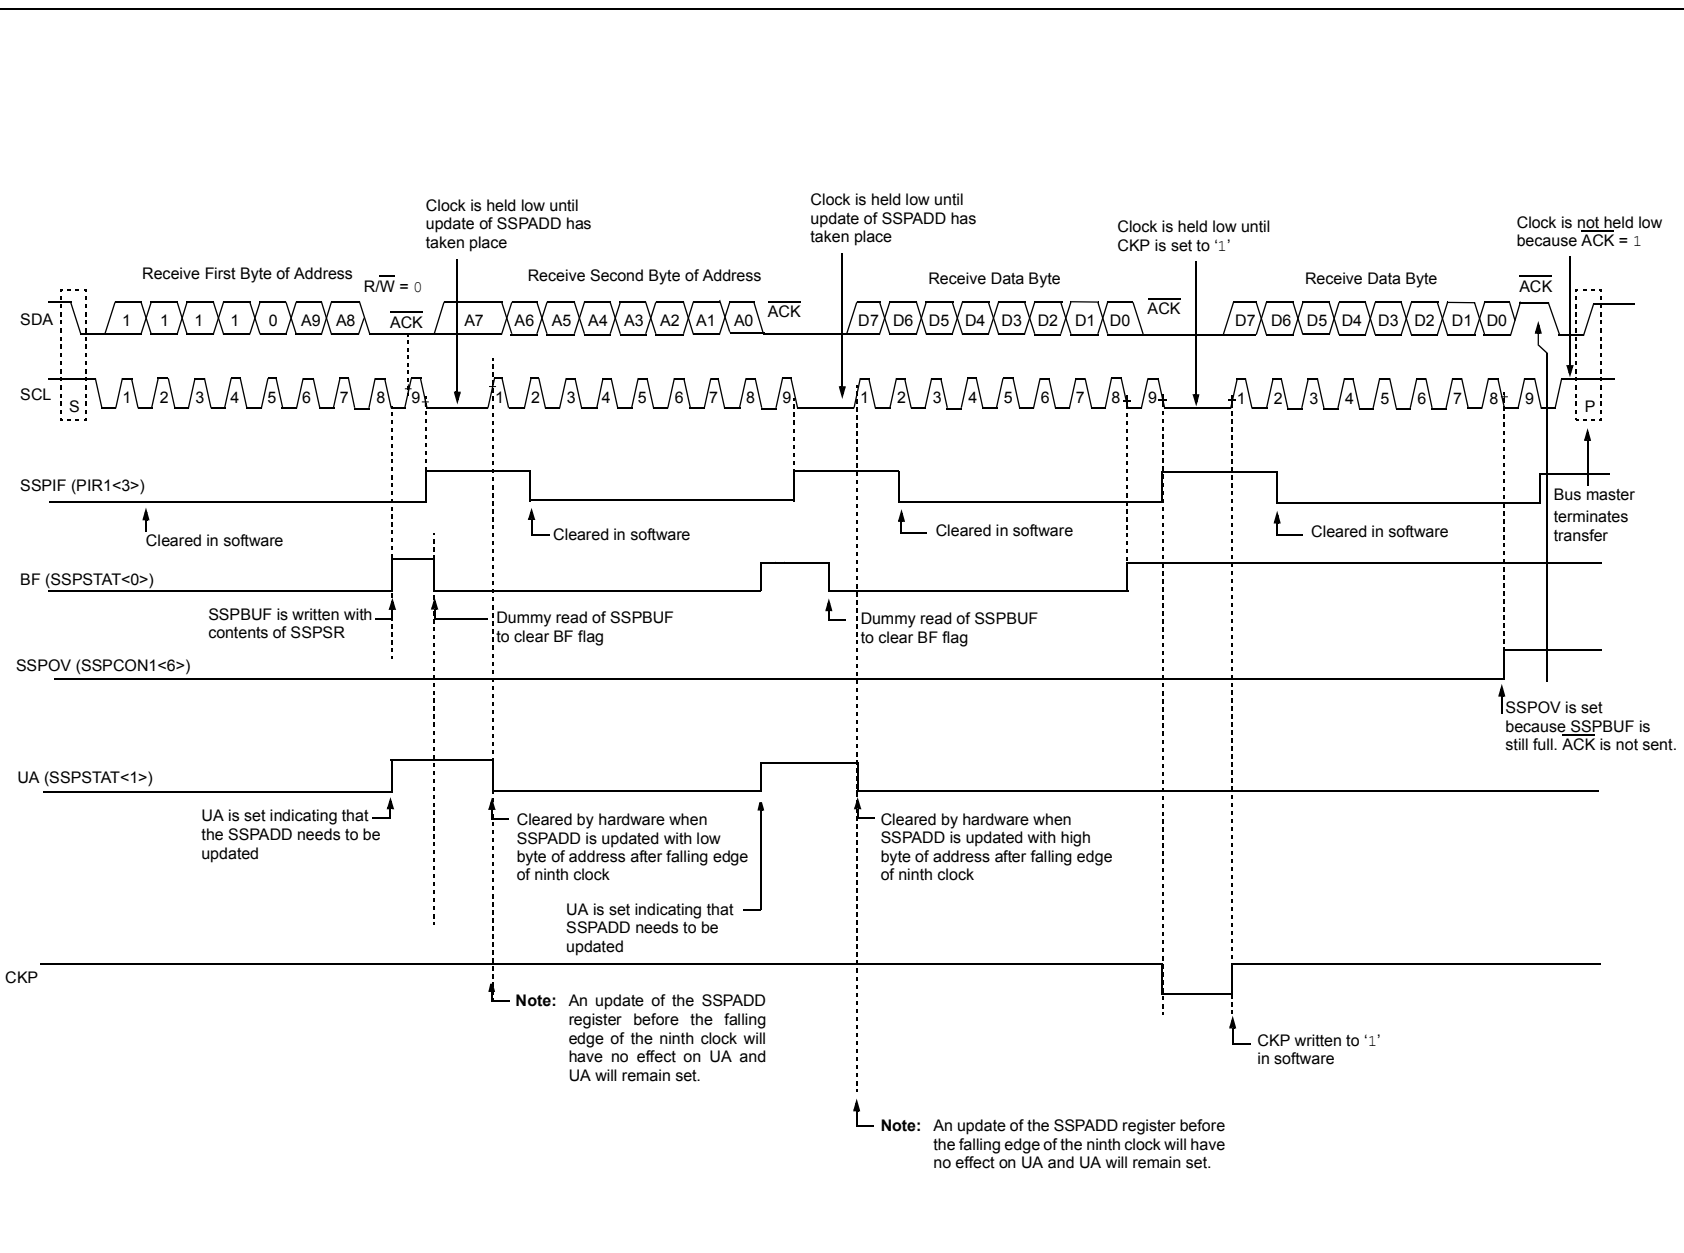 Clock is held low until
update of SSPADD has
taken place
Clock is held low until
update of SSPADD has
taken place
Clock is held low until
CKP is set to ‘1’
Clock is not held low
because ACK = 1
Receive First Byte of Address
R/W = 0
Receive Second Byte of Address
Receive Data Byte
Receive Data Byte
ACK
SDA
1 1 1 1 0 A9 A8 ACK
A7 A6 A5 A4 A3 A2 A1 A0 ACK
D7 D6 D5 D4 D3 D2 D1 D0 ACK
D7 D6 D5 D4 D3 D2 D1 D0
SCL
S
1 2 3 4 5 6 7 8 9
1 2 3 4 5 6 7 8 9
1 2 3 4 5 6 7 8 9
1 2 3 4 5 6 7 8 9
P
SSPIF (PIR1<3>)
Cleared in software
Cleared in software
Cleared in software
Cleared in software
Bus master
terminates
transfer
BF (SSPSTAT<0>)
SSPBUF is written with
contents of SSPSR
Dummy read of SSPBUF
to clear BF flag
Dummy read of SSPBUF
to clear BF flag
SSPOV (SSPCON1<6>)
SSPOV is set
because SSPBUF is
still full. ACK is not sent.
UA (SSPSTAT<1>)
UA is set indicating that
the SSPADD needs to be
updated
Cleared by hardware when
SSPADD is updated with low
byte of address after falling edge
of ninth clock
UA is set indicating that
SSPADD needs to be
updated
Cleared by hardware when
SSPADD is updated with high
byte of address after falling edge
of ninth clock
CKP
Note: An update of the SSPADD
register before the falling
edge of the ninth clock will
have no effect on UA and
UA will remain set.
CKP written to ‘1’
in software
Note: An update of the SSPADD register before
the falling edge of the ninth clock will have
no effect on UA and UA will remain set.